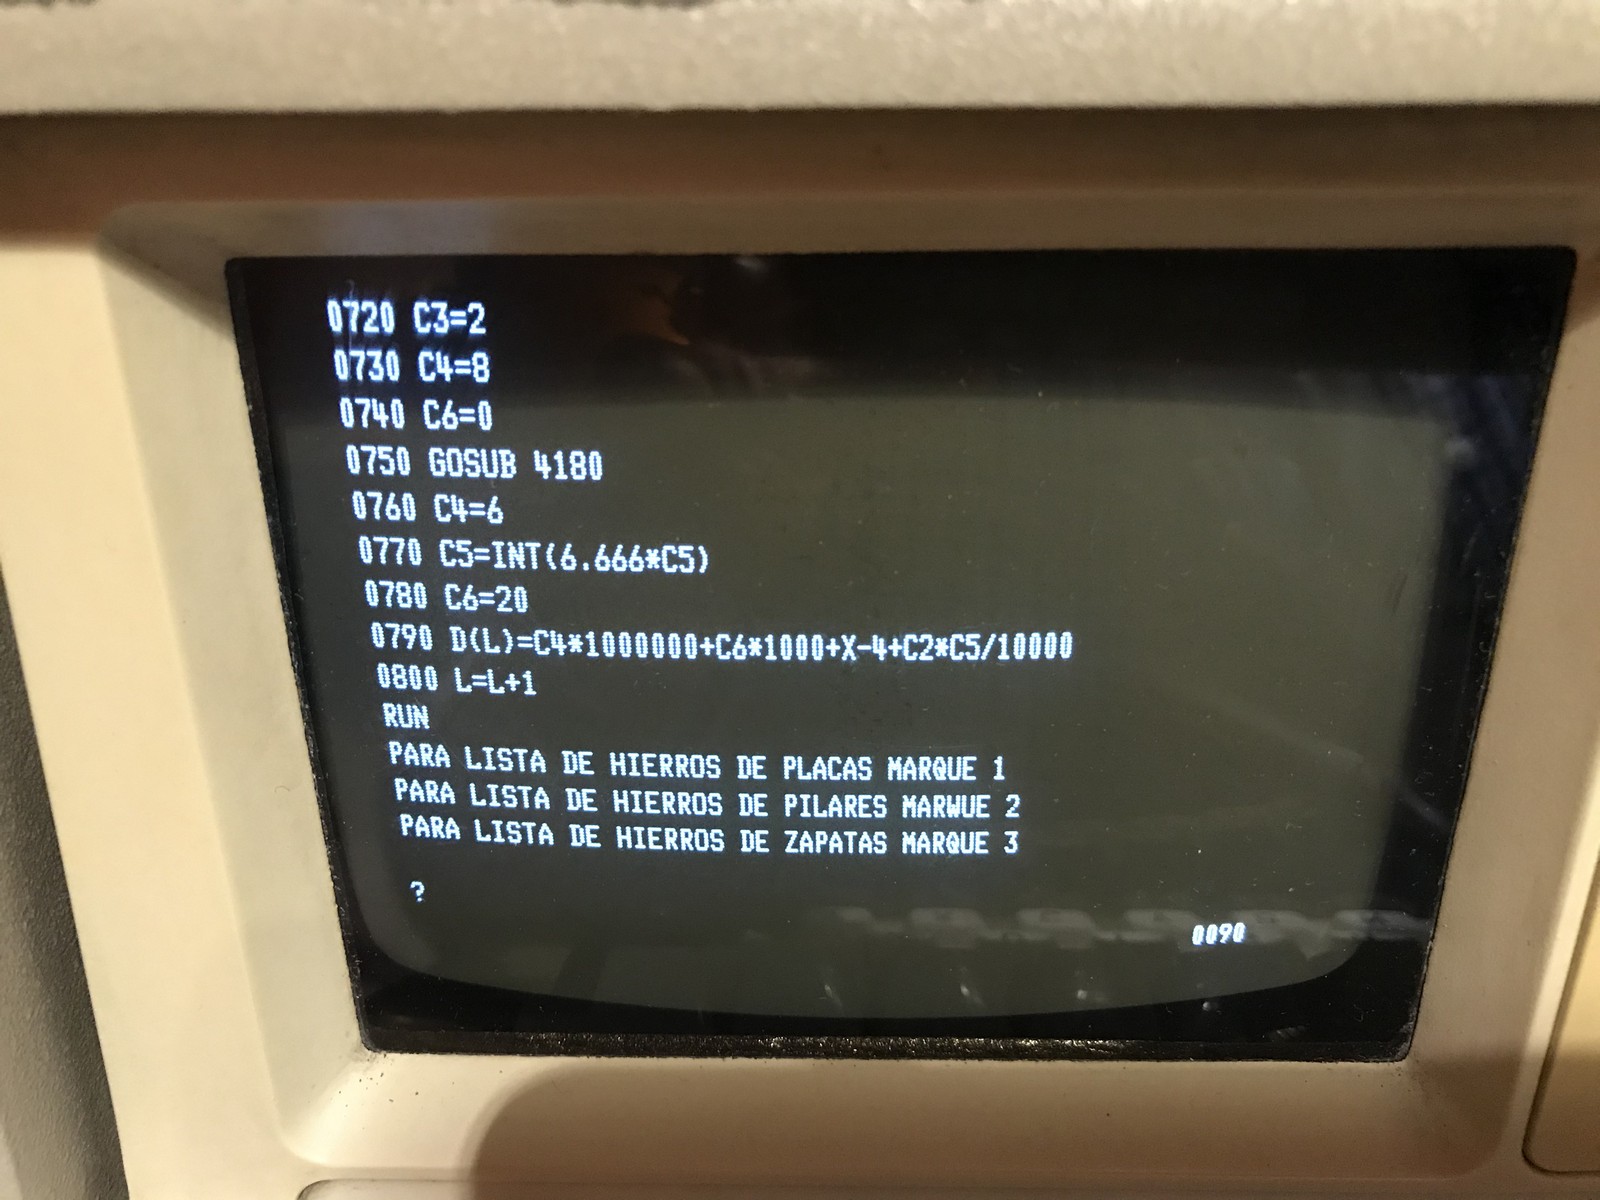 0720 C3=2
0730 C4=8
0740 C6=0
0750 GOSUB 4180
0760 C4=6
0770 C5=INT(6.666*C5)
0780 C6=20
0790 D(L)=C4*1000000+C6*1000+X-4+C2*C5/10000
0800 L=L+1
RUN
PARA LISTA DE HIERROS DE PLACAS MARQUE 1
PARA LISTA DE HIERROS DE PILARES MARWUE 2
PARA LISTA DE HIERROS DE ZAPATAS MARQUE 3
?
0090